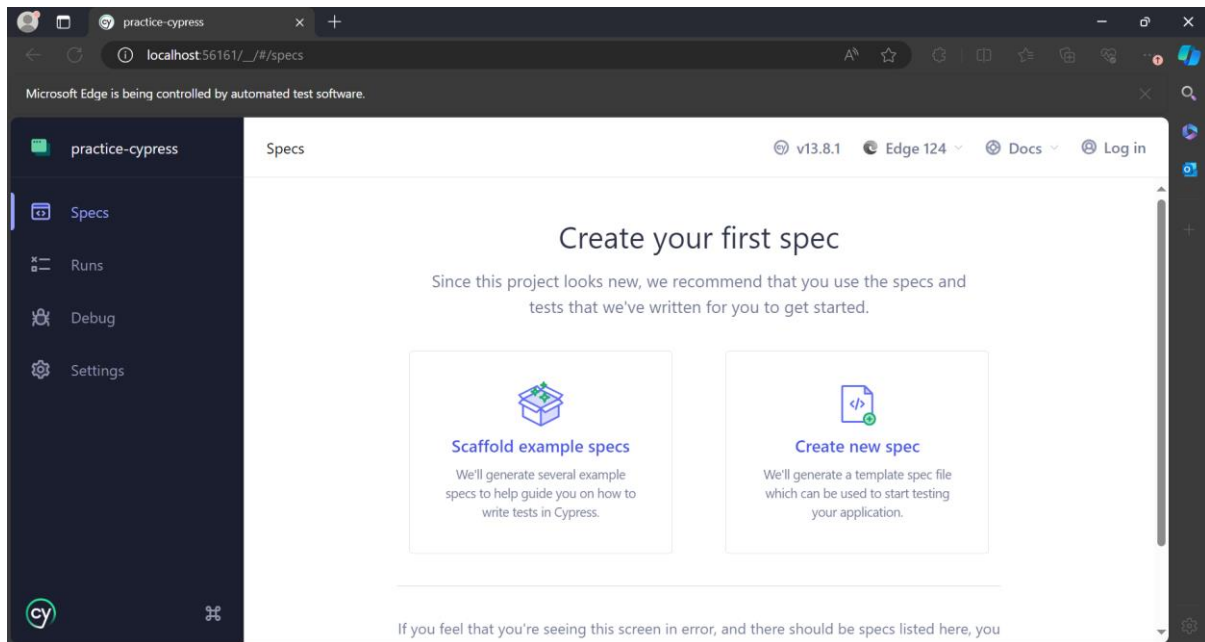 practice-cypress
localhost:56161/__/#/specs
Microsoft Edge is being controlled by automated test software.
practice-cypress
Specs
v13.8.1
Edge 124
Docs
Log in
Specs
Runs
Debug
Settings
Create your first spec
Since this project looks new, we recommend that you use the specs and
tests that we've written for you to get started.
Scaffold example specs
We'll generate several example
specs to help guide you on how to
write tests in Cypress.
Create new spec
We'll generate a template spec file
which can be used to start testing
your application.
cy
If you feel that you're seeing this screen in error, and there should be specs listed here, you